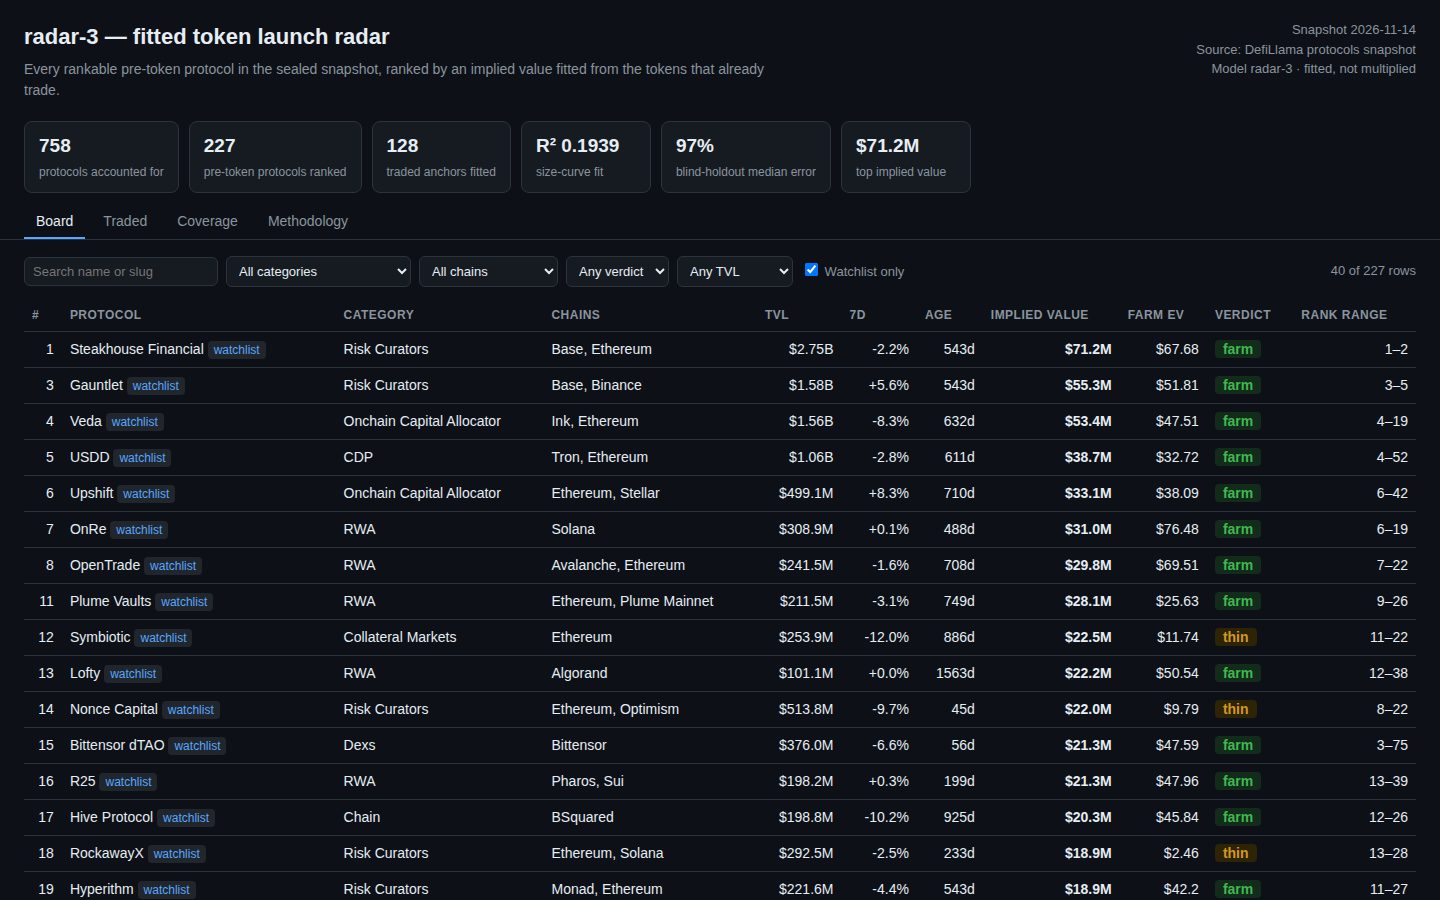 radar-3 — fitted token launch radar
Snapshot 2026-11-14
Source: DefiLlama protocols snapshot
Model radar-3 · fitted, not multiplied
Every rankable pre-token protocol in the sealed snapshot, ranked by an implied value fitted from the tokens that already
trade.
758 227 128 R² 0.1939 97% $71.2M
protocols accounted for pre-token protocols ranked traded anchors fitted size-curve fit blind-holdout median error top implied value
Board Traded Coverage Methodology
Search name or slug All categories All chains Any verdict Any TVL Watchlist only 40 of 227 rows
# PROTOCOL CATEGORY CHAINS TVL 7D AGE IMPLIED VALUE FARM EV VERDICT RANK RANGE
1 Steakhouse Financial watchlist Risk Curators Base, Ethereum $2.75B -2.2% 543d $71.2M $67.68 farm 1–2
3 Gauntlet watchlist Risk Curators Base, Binance $1.58B +5.6% 543d $55.3M $51.81 farm 3–5
4 Veda watchlist Onchain Capital Allocator Ink, Ethereum $1.56B -8.3% 632d $53.4M $47.51 farm 4–19
5 USDD watchlist CDP Tron, Ethereum $1.06B -2.8% 611d $38.7M $32.72 farm 4–52
6 Upshift watchlist Onchain Capital Allocator Ethereum, Stellar $499.1M +8.3% 710d $33.1M $38.09 farm 6–42
7 OnRe watchlist RWA Solana $308.9M +0.1% 488d $31.0M $76.48 farm 6–19
8 OpenTrade watchlist RWA Avalanche, Ethereum $241.5M -1.6% 708d $29.8M $69.51 farm 7–22
11 Plume Vaults watchlist RWA Ethereum, Plume Mainnet $211.5M -3.1% 749d $28.1M $25.63 farm 9–26
12 Symbiotic watchlist Collateral Markets Ethereum $253.9M -12.0% 886d $22.5M $11.74 thin 11–22
13 Lofty watchlist RWA Algorand $101.1M +0.0% 1563d $22.2M $50.54 farm 12–38
14 Nonce Capital watchlist Risk Curators Ethereum, Optimism $513.8M -9.7% 45d $22.0M $9.79 thin 8–22
15 Bittensor dTAO watchlist Dexs Bittensor $376.0M -6.6% 56d $21.3M $47.59 farm 3–75
16 R25 watchlist RWA Pharos, Sui $198.2M +0.3% 199d $21.3M $47.96 farm 13–39
17 Hive Protocol watchlist Chain BSquared $198.8M -10.2% 925d $20.3M $45.84 farm 12–26
18 RockawayX watchlist Risk Curators Ethereum, Solana $292.5M -2.5% 233d $18.9M $2.46 thin 13–28
19 Hyperithm watchlist Risk Curators Monad, Ethereum $221.6M -4.4% 543d $18.9M $42.2 farm 11–27